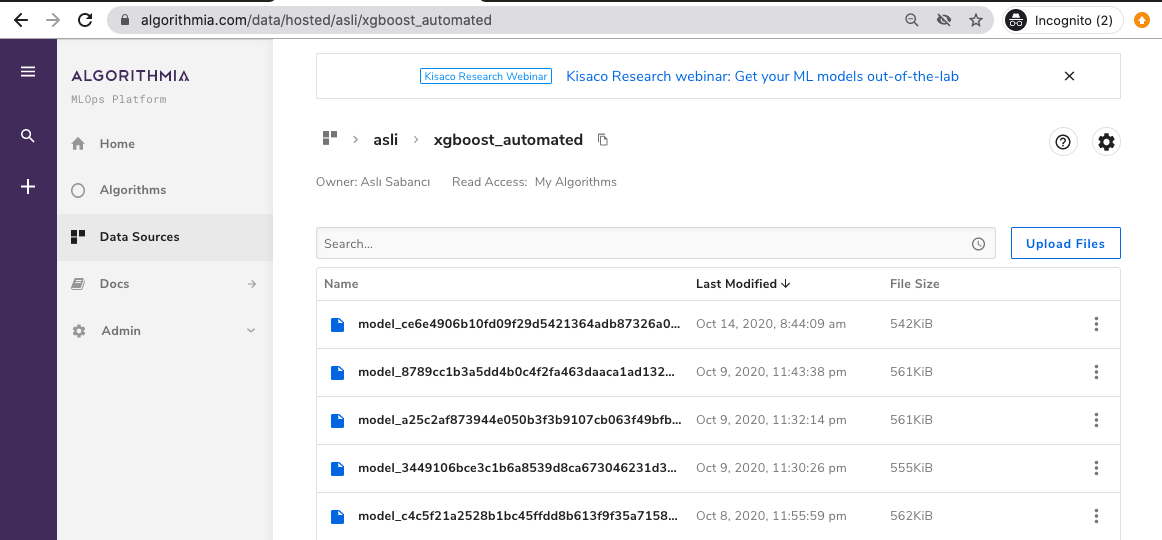 algorithmia.com/data/hosted/asli/xgboost_automated
Incognito (2)
ALGORITHMIA
MLOps Platform
Home
Algorithms
Data Sources
Docs
Admin
Kisaco Research Webinar Kisaco Research webinar: Get your ML models out-of-the-lab
asli > xgboost_automated
Owner: Aslı Sabancı Read Access: My Algorithms
Search...
Upload Files
Name Last Modified File Size
model_ce6e4906b10fd09f29d5421364adb87326a0... Oct 14, 2020, 8:44:09 am 542KiB
model_8789cc1b3a5dd4b0c4f2fa463daaca1ad132... Oct 9, 2020, 11:43:38 pm 561KiB
model_a25c2af873944e050b3f3b9107cb063f49bfb... Oct 9, 2020, 11:32:14 pm 561KiB
model_3449106bce3c1b6a8539d8ca673046231d3... Oct 9, 2020, 11:30:26 pm 555KiB
model_c4c5f21a2528b1bc45ffdd8b613f9f35a7158... Oct 8, 2020, 11:55:59 pm 562KiB